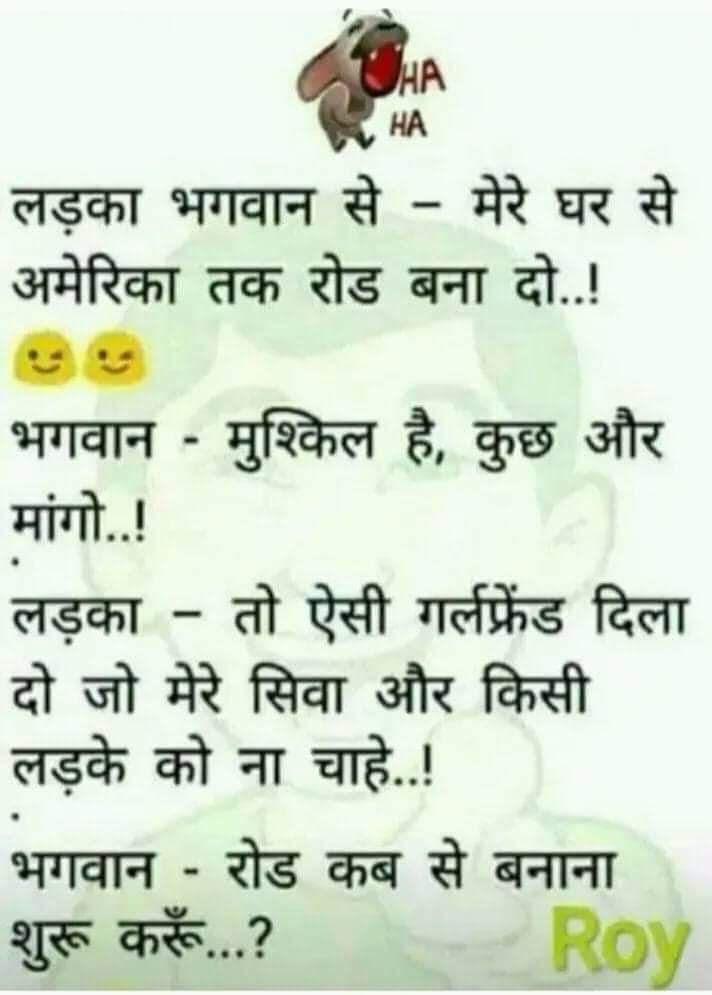 HA
HA
लड़का भगवान से – मेरे घर से
अमेरिका तक रोड बना दो..!
😉😉
भगवान - मुश्किल है, कुछ और
मांगो..!
.
लड़का – तो ऐसी गर्लफ्रेंड दिला
दो जो मेरे सिवा और किसी
लड़के को ना चाहे..!
.
भगवान - रोड कब से बनाना
शुरू करूँ...?
Roy